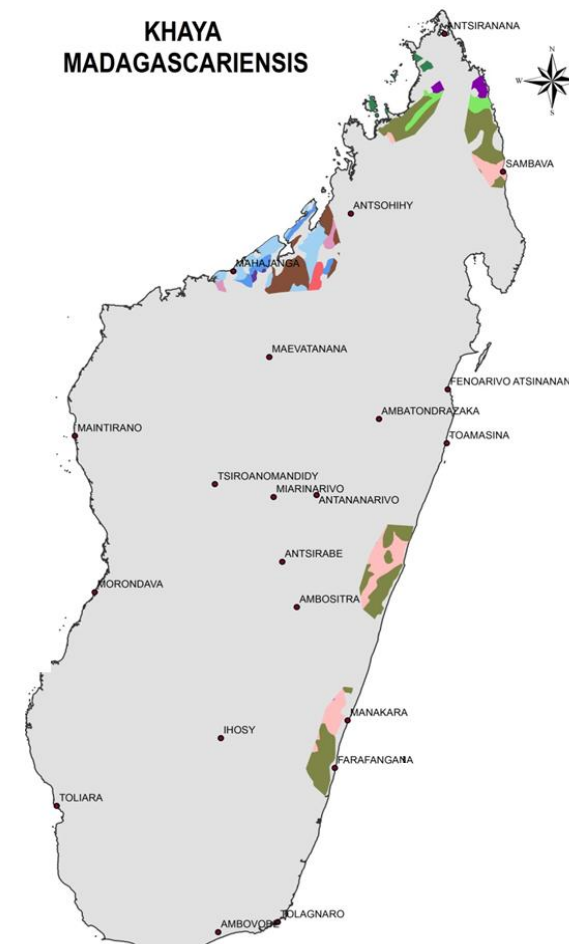 KHAYA
MADAGASCARIENSIS
ANTSIRANANA
N
W
E
S
SAMBAVA
ANTSOHIHY
MAHAJANGA
MAEVATANANA
FENOARIVO ATSINANAN
AMBATONDRAZAKA
MAINTIRANO
TOAMASINA
TSIROANOMANDIDY
MIARINARIVO
ANTANANARIVO
ANTSIRABE
MORONDAVA
AMBOSITRA
MANAKARA
IHOSY
FARAFANGANA
TOLIARA
TOLAGNARO
AMBOVOBE